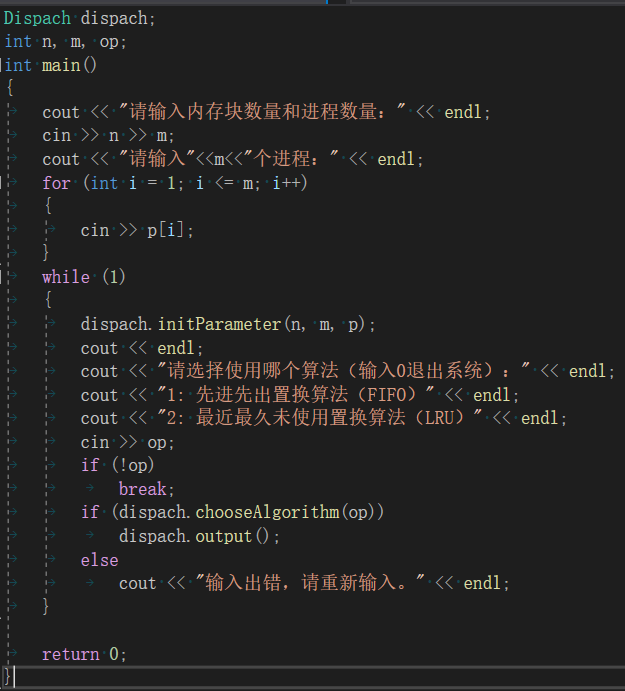 Dispach dispach;
int n, m, op;
int main()
{
cout << "请输入内存块数量和进程数量：" << endl;
cin >> n >> m;
cout << "请输入"<<m<<"个进程：" << endl;
for (int i = 1; i <= m; i++)
{
cin >> p[i];
}
while (1)
{
dispach.initParameter(n, m, p);
cout << endl;
cout << "请选择使用哪个算法（输入0退出系统）：" << endl;
cout << "1: 先进先出置换算法（FIFO）" << endl;
cout << "2: 最近最久未使用置换算法（LRU）" << endl;
cin >> op;
if (!op)
break;
if (dispach.chooseAlgorithm(op))
dispach.output();
else
cout << "输入出错，请重新输入。" << endl;
}
return 0;
}